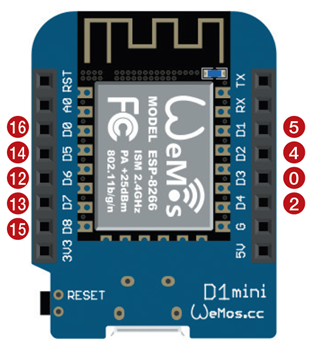 RST
A0
16 D0
14 D5
12 D6
13 D7
15 D8
3V3
WeMos
MODEL ESP-8266
ISM 2.4GHz
PA +25dBm
802.11b/g/n
FC
TX
RX
D1 5
D2 4
D3 0
D4 2
G
5V
RESET
D1 mini
WeMos.cc